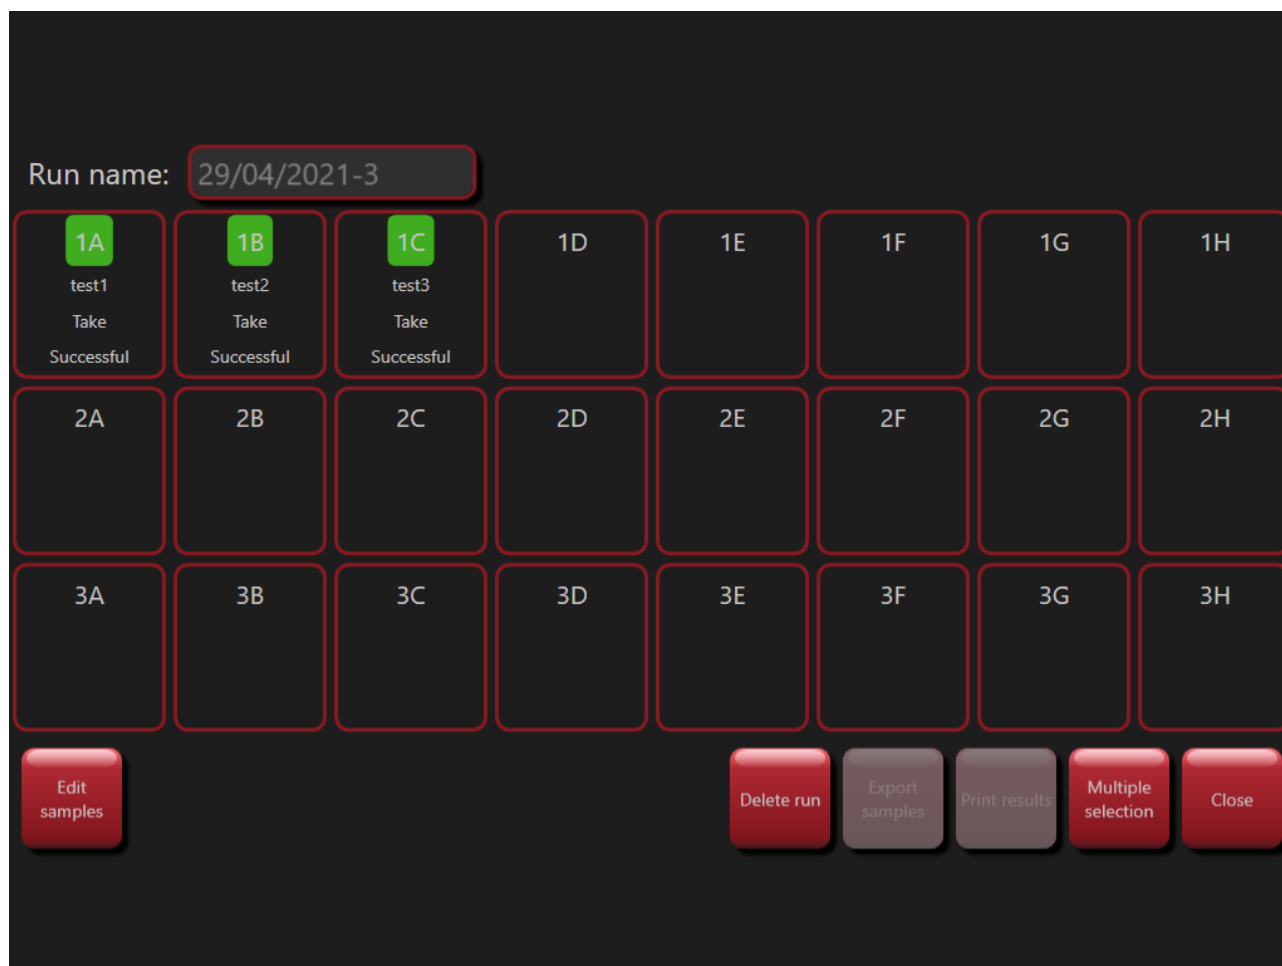 Run name: 29/04/2021-3
1A 1B 1C 1D 1E 1F 1G 1H
test1 test2 test3
Take Take Take
Successful Successful Successful
2A 2B 2C 2D 2E 2F 2G 2H
3A 3B 3C 3D 3E 3F 3G 3H
Edit
samples
Delete run
Export
samples
Print results
Multiple
selection
Close